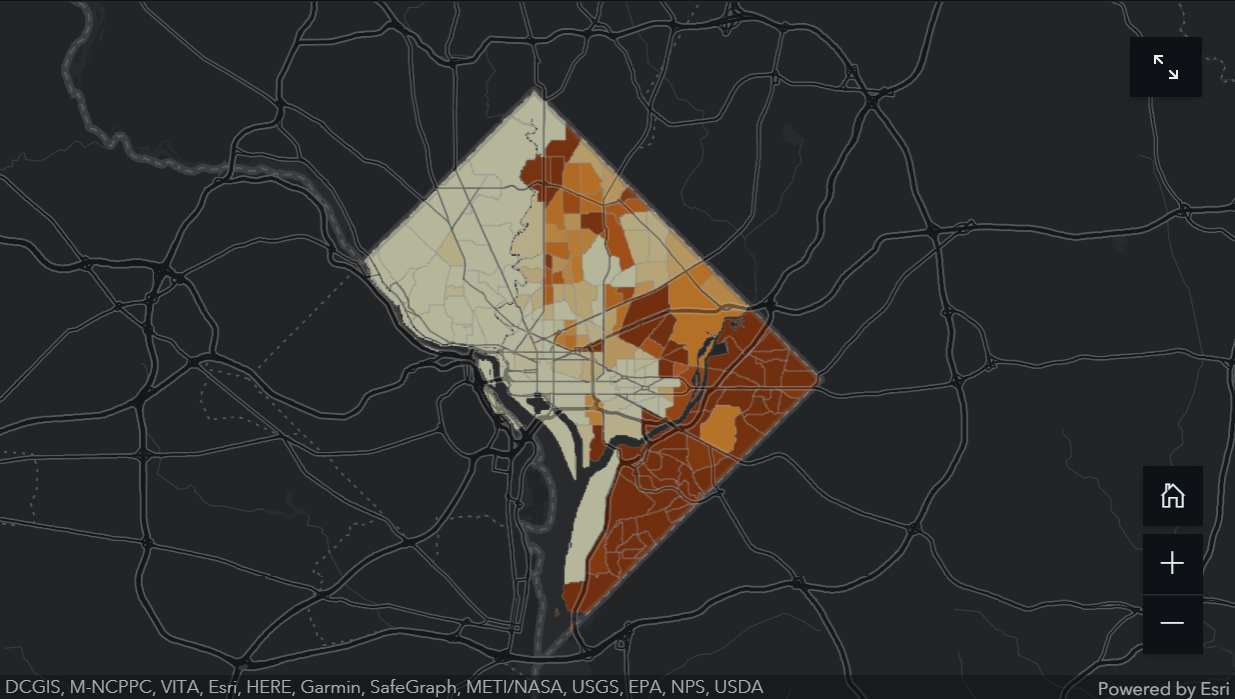 DCGIS, M-NCPPC, VITA, Esri, HERE, Garmin, SafeGraph, METI/NASA, USGS, EPA, NPS, USDA
Powered by Esri